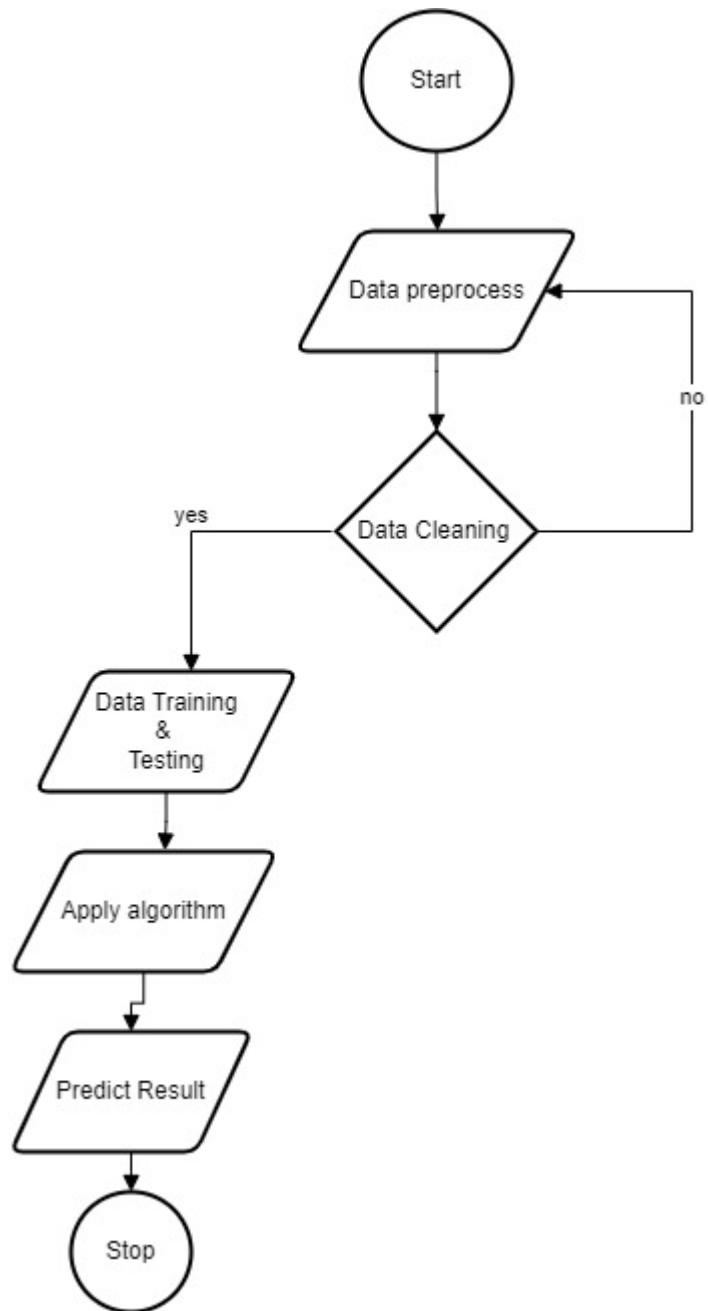 Start
Data preprocess
no
Data Cleaning
yes
Data Training
&
Testing
Apply algorithm
Predict Result
Stop